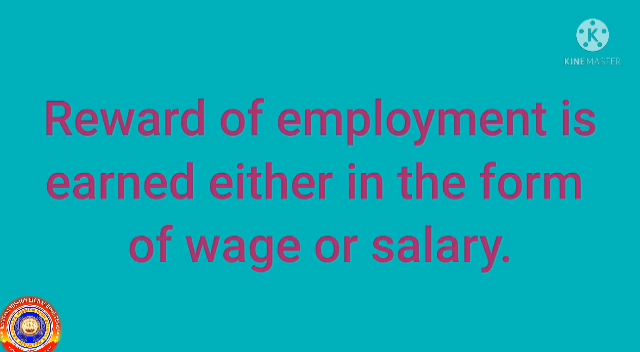 KINEMASTER
Reward of employment is
earned either in the form
of wage or salary.